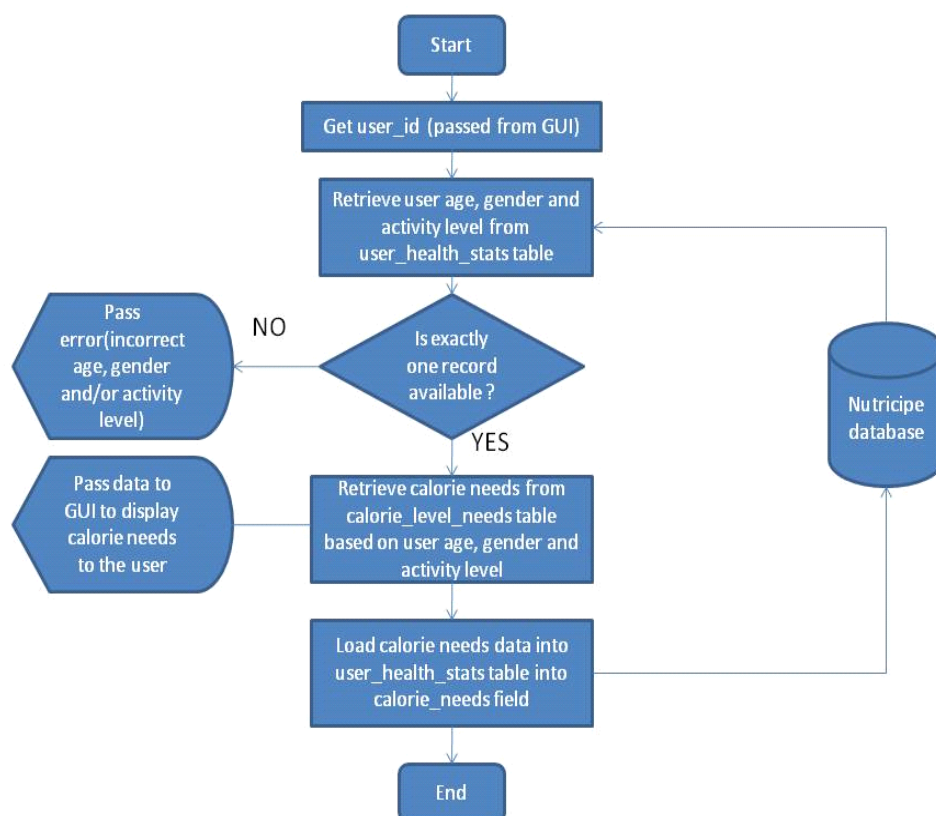 Start
Get user_id (passed from GUI)
Retrieve user age, gender and
activity level from
user_health_stats table
Pass
error(incorrect
age, gender
and/or activity
level)
NO
Is exactly
one record
available ?
Nutricipe
database
YES
Pass data to
GUI to display
calorie needs
to the user
Retrieve calorie needs from
calorie_level_needs table
based on user age, gender and
activity level
Load calorie needs data into
user_health_stats table into
calorie_needs field
End